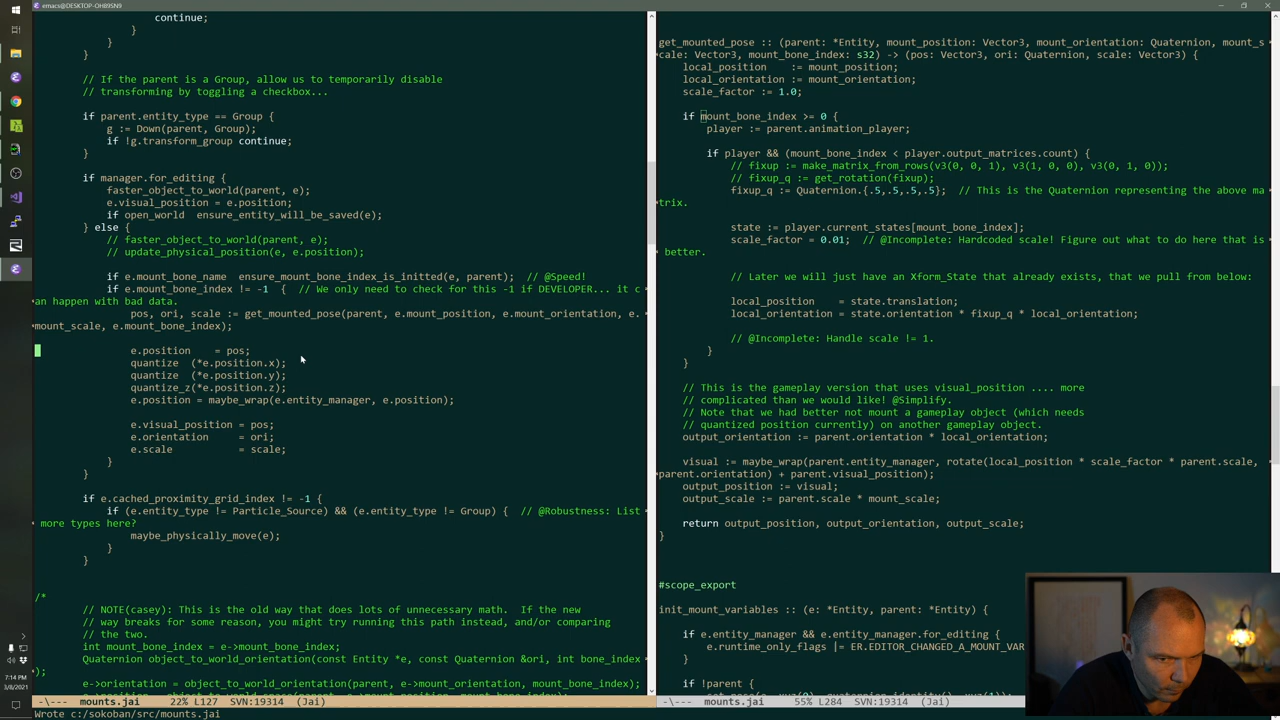 emacs@DESKTOP-OH89SN9
continue;
}
}
}
// If the parent is a Group, allow us to temporarily disable
// transforming by toggling a checkbox...
if parent.entity_type == Group {
g := Down(parent, Group);
if !g.transform_group continue;
}
if manager.for_editing {
faster_object_to_world(parent, e);
e.visual_position = e.position;
if open_world  ensure_entity_will_be_saved(e);
} else {
// faster_object_to_world(parent, e);
// update_physical_position(e, e.position);
if e.mount_bone_name  ensure_mount_bone_index_is_initted(e, parent);  // @Speed!
if e.mount_bone_index != -1  {  // We only need to check for this -1 if DEVELOPER... it c
an happen with bad data.
pos, ori, scale := get_mounted_pose(parent, e.mount_position, e.mount_orientation, e.
mount_scale, e.mount_bone_index);
e.position    = pos;
quantize  (*e.position.x);
quantize  (*e.position.y);
quantize_z(*e.position.z);
e.position = maybe_wrap(e.entity_manager, e.position);
e.visual_position = pos;
e.orientation     = ori;
e.scale           = scale;
}
}
if e.cached_proximity_grid_index != -1 {
if (e.entity_type != Particle_Source) && (e.entity_type != Group) {  // @Robustness: List
more types here?
maybe_physically_move(e);
}
}
/*
// NOTE(casey): This is the old way that does lots of unnecessary math.  If the new
// way breaks for some reason, you might try running this path instead, and/or comparing
// the two.
int mount_bone_index = e->mount_bone_index;
Quaternion object_to_world_orientation(const Entity *e, const Quaternion &ori, int bone_index
);
e->orientation = object_to_world_orientation(parent, e->mount_orientation, mount_bone_index);
-\---  mounts.jai     22% L127   SVN:19314  (Jai)
Wrote c:/sokoban/src/mounts.jai
get_mounted_pose :: (parent: *Entity, mount_position: Vector3, mount_orientation: Quaternion, mount_s
cale: Vector3, mount_bone_index: s32) -> (pos: Vector3, ori: Quaternion, scale: Vector3) {
local_position    := mount_position;
local_orientation := mount_orientation;
scale_factor := 1.0;
if mount_bone_index >= 0 {
player := parent.animation_player;
if player && (mount_bone_index < player.output_matrices.count) {
// fixup := make_matrix_from_rows(v3(0, 0, 1), v3(1, 0, 0), v3(0, 1, 0));
// fixup_q := get_rotation(fixup);
fixup_q := Quaternion.{.5,.5,.5,.5};  // This is the Quaternion representing the above ma
trix.
state := player.current_states[mount_bone_index];
scale_factor = 0.01;  // @Incomplete: Hardcoded scale! Figure out what to do here that is
better.
// Later we will just have an Xform_State that already exists, that we pull from below:
local_position    = state.translation;
local_orientation = state.orientation * fixup_q * local_orientation;
// @Incomplete: Handle scale != 1.
}
}
// This is the gameplay version that uses visual_position .... more
// complicated than we would like! @Simplify.
// Note that we had better not mount a gameplay object (which needs
// quantized position currently) on another gameplay object.
output_orientation := parent.orientation * local_orientation;
visual := maybe_wrap(parent.entity_manager, rotate(local_position * scale_factor * parent.scale,
parent.orientation) + parent.visual_position);
output_position := visual;
output_scale := parent.scale * mount_scale;
return output_position, output_orientation, output_scale;
}
#scope_export
init_mount_variables :: (e: *Entity, parent: *Entity) {
if e.entity_manager && e.entity_manager.for_editing {
e.runtime_only_flags |= ER.EDITOR_CHANGED_A_MOUNT_VAR
}
if !parent {
-\---  mounts.jai     55% L284   SVN:19314  (Jai)
7:14 PM
3/8/2021